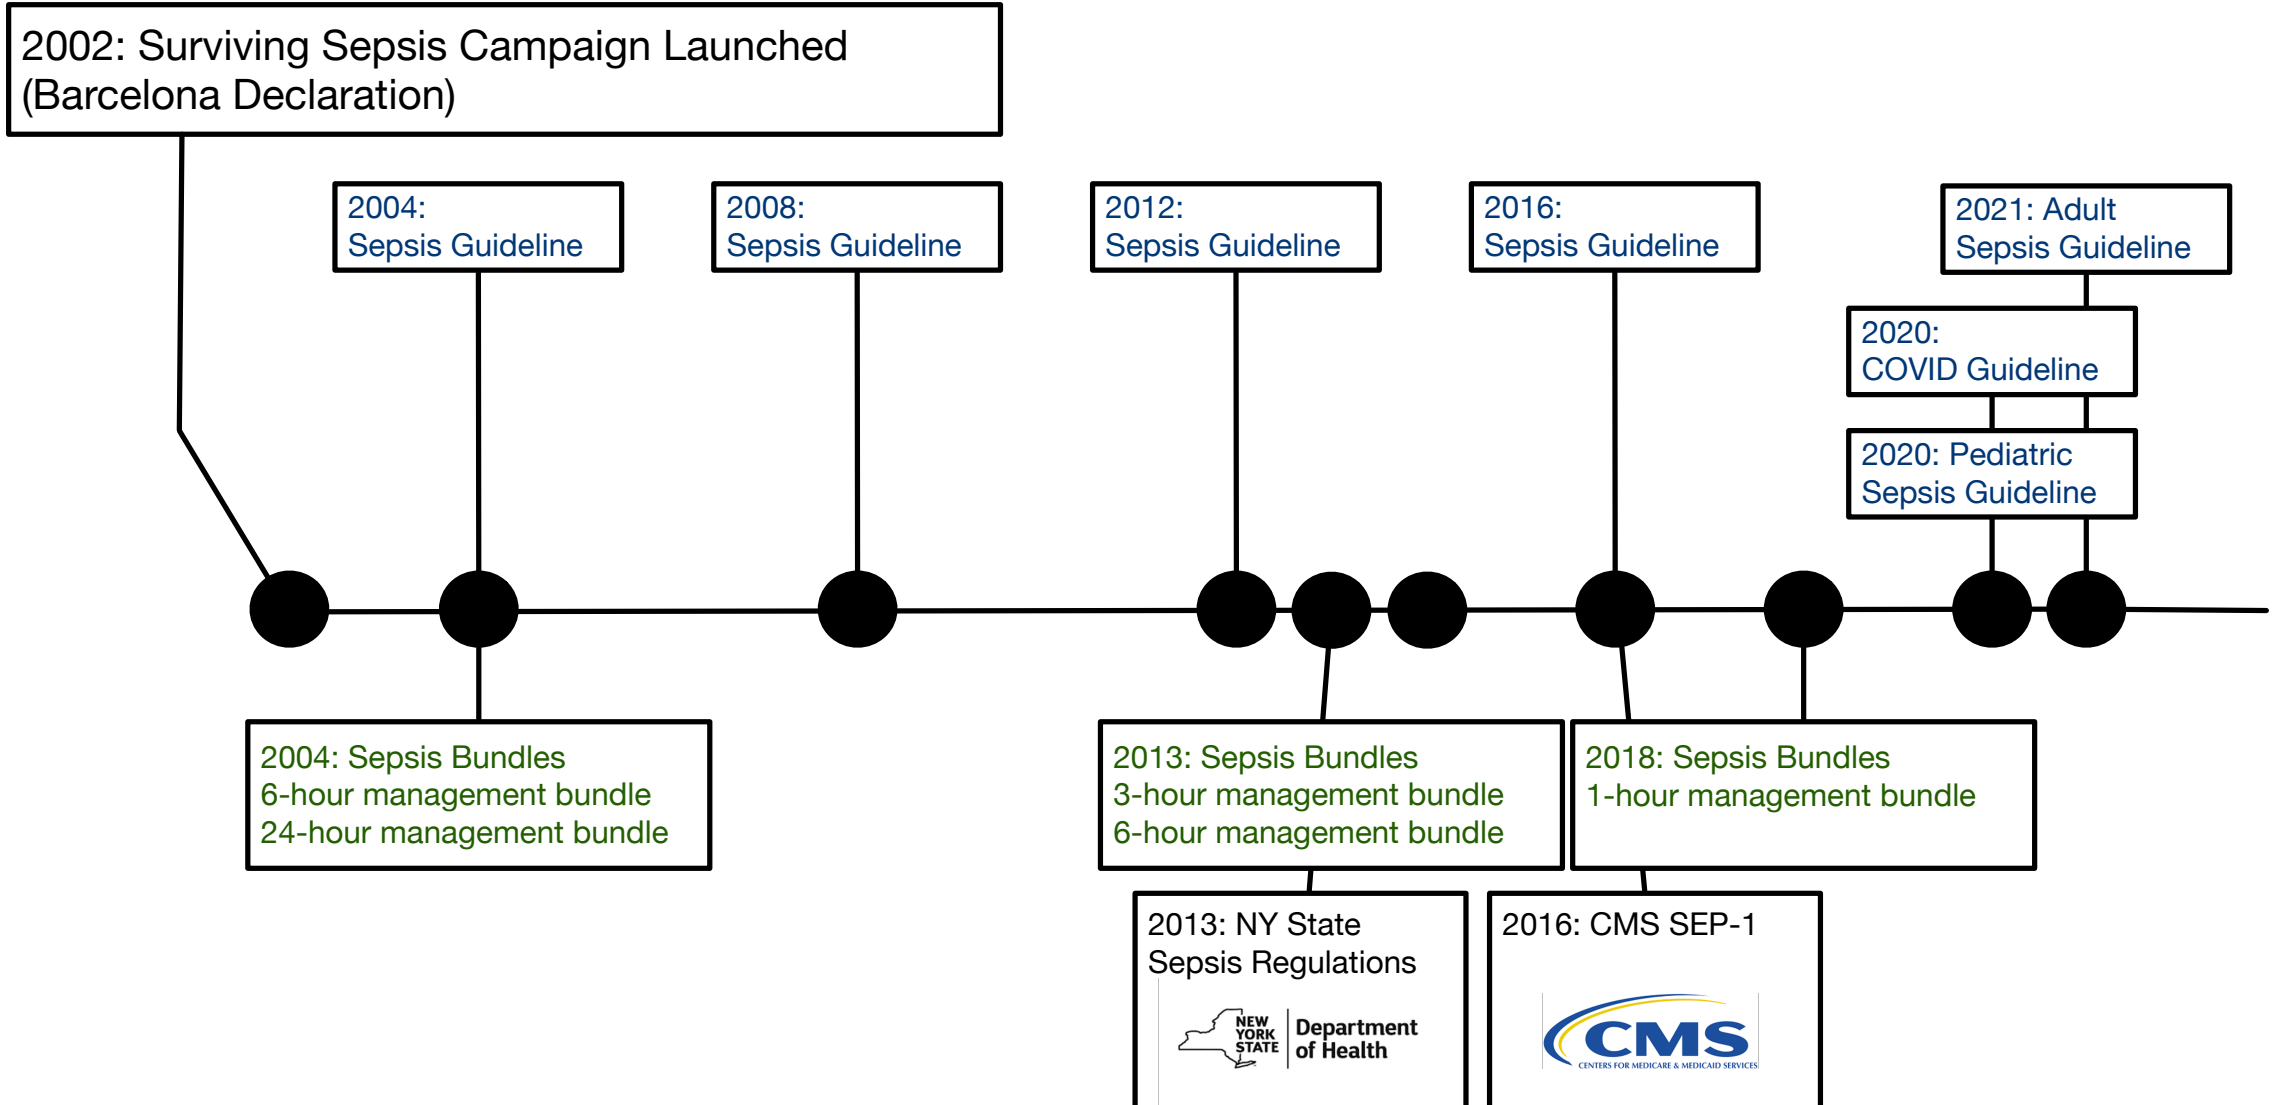 2002: Surviving Sepsis Campaign Launched
(Barcelona Declaration)
2004:
Sepsis Guideline
2008:
Sepsis Guideline
2012:
Sepsis Guideline
2016:
Sepsis Guideline
2021: Adult
Sepsis Guideline
2020:
COVID Guideline
2020: Pediatric
Sepsis Guideline
2004: Sepsis Bundles
6-hour management bundle
24-hour management bundle
2013: Sepsis Bundles
3-hour management bundle
6-hour management bundle
2018: Sepsis Bundles
1-hour management bundle
2013: NY State
Sepsis Regulations
NEW
YORK
STATE
Department
of Health
2016: CMS SEP-1
CMS
CENTERS FOR MEDICARE & MEDICAID SERVICES